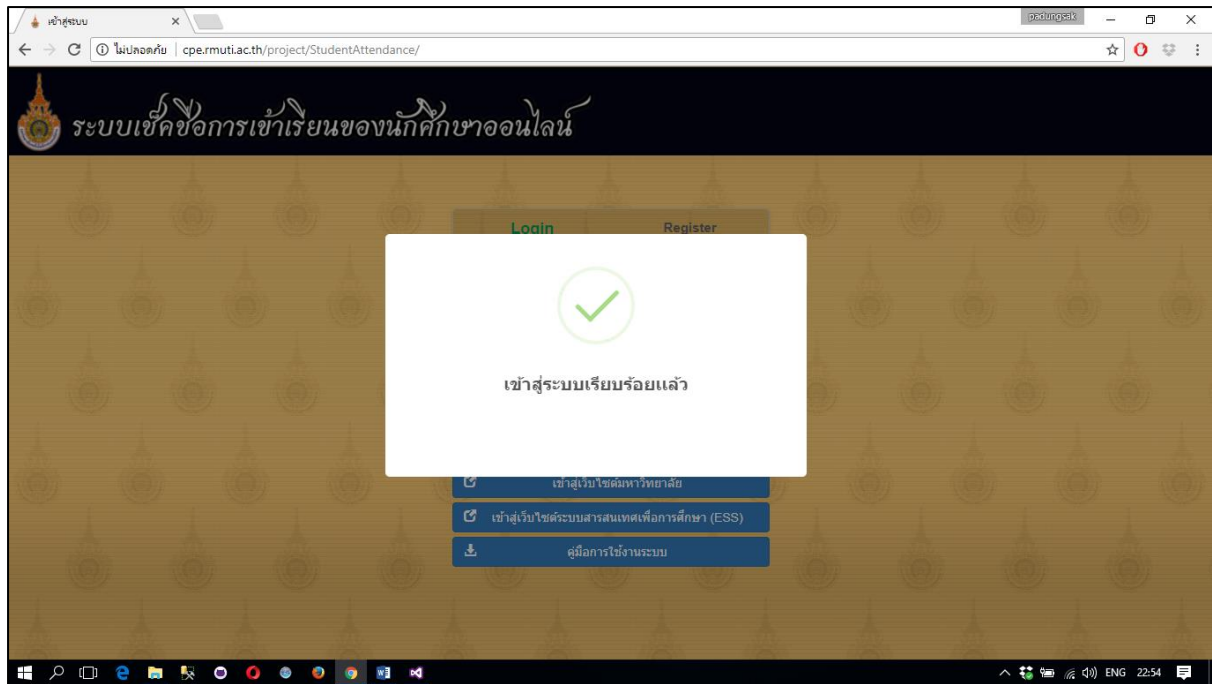 เข้าสู่ระบบ
padungsak
ไม่ปลอดภัย cpe.rmuti.ac.th/project/StudentAttendance/
ระบบเช็คชื่อการเข้าเรียนของนักศึกษาออนไลน์
Login Register
เข้าสู่ระบบเรียบร้อยแล้ว
เข้าสู่เว็บไซต์มหาวิทยาลัย
เข้าสู่เว็บไซต์ระบบสารสนเทศเพื่อการศึกษา (ESS)
คู่มือการใช้งานระบบ
ENG 22:54